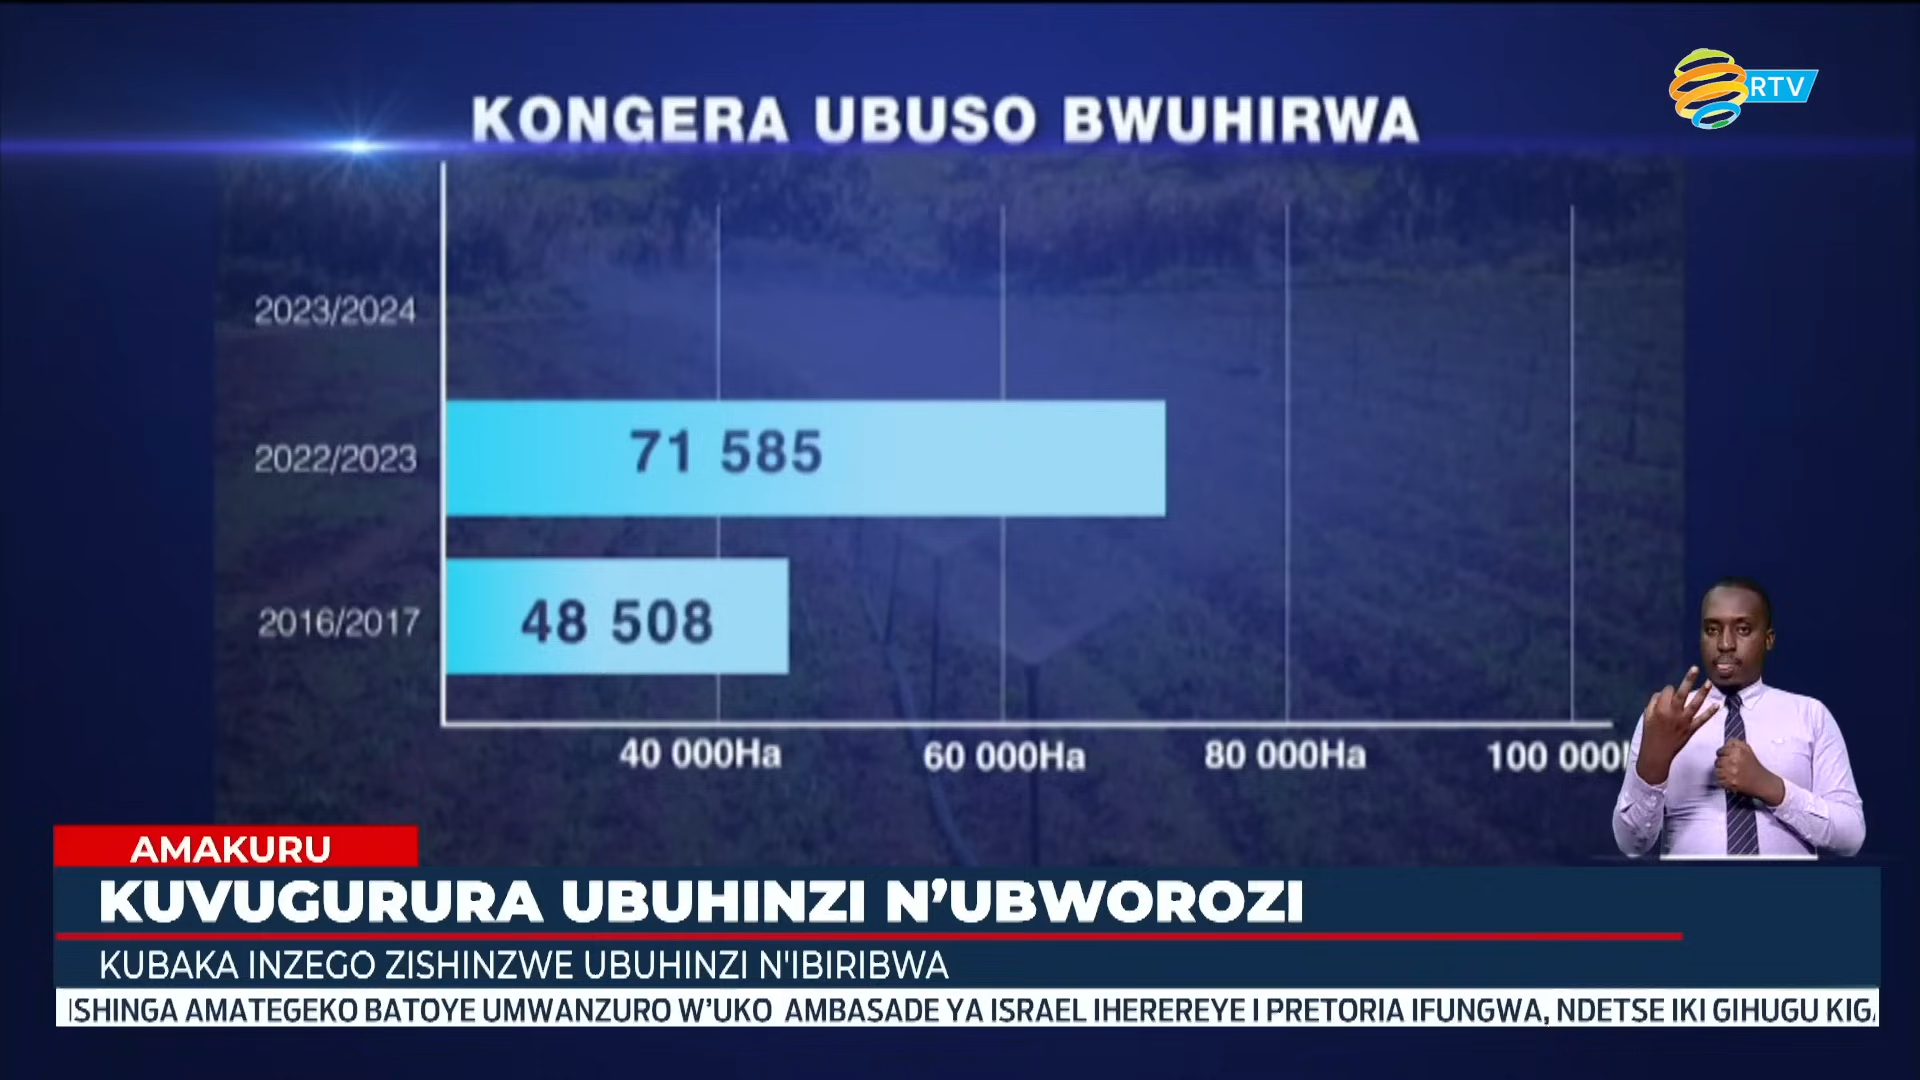 KONGERA UBUSO BWUHIRWA
RTV
2023/2024
2022/2023
71 585
2016/2017
48 508
40 000Ha
60 000Ha
80 000Ha
100 000
AMAKURU
KUVUGURURA UBUHINZI N’UBWOROZI
KUBAKA INZEGO ZISHINZWE UBUHINZI N'IBIRIBWA
ISHINGA AMATEGEKO BATOYE UMWANZURO W’UKO AMBASADE YA ISRAEL IHEREREYE I PRETORIA IFUNGWA, NDETSE IKI GIHUGU